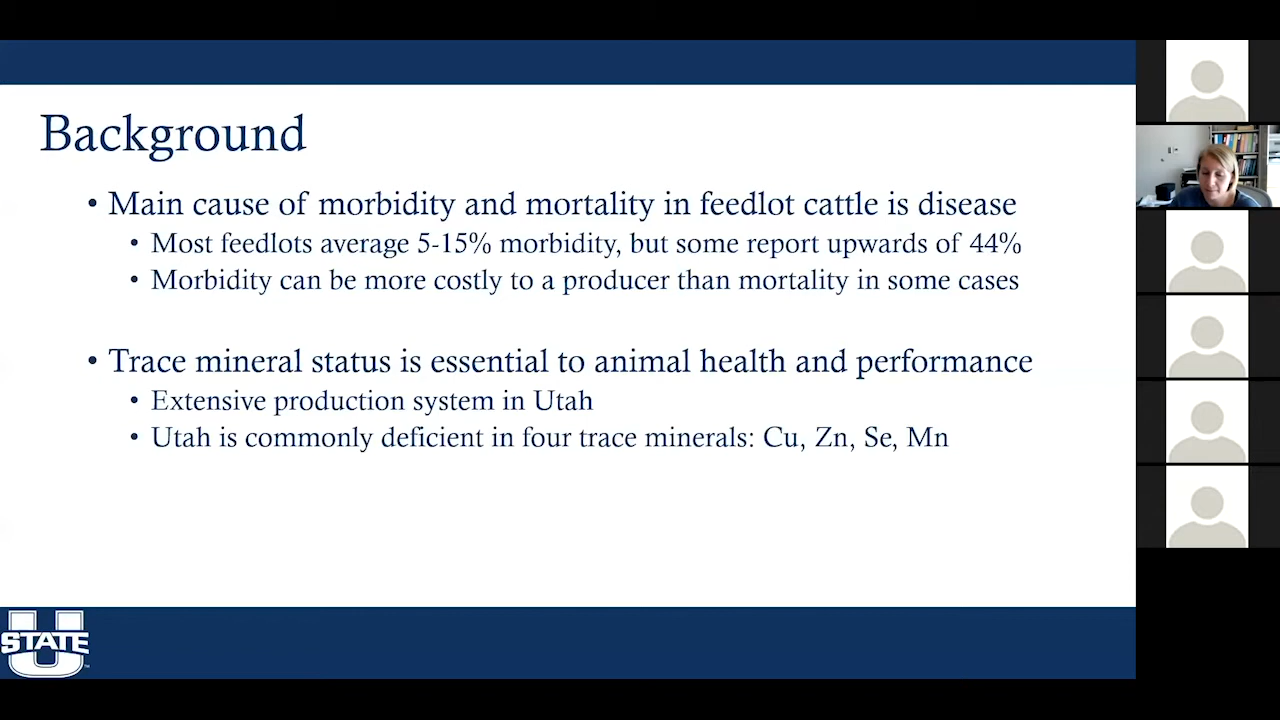 Background
• Main cause of morbidity and mortality in feedlot cattle is disease
• Most feedlots average 5-15% morbidity, but some report upwards of 44%
• Morbidity can be more costly to a producer than mortality in some cases
• Trace mineral status is essential to animal health and performance
• Extensive production system in Utah
• Utah is commonly deficient in four trace minerals: Cu, Zn, Se, Mn
U
STATE